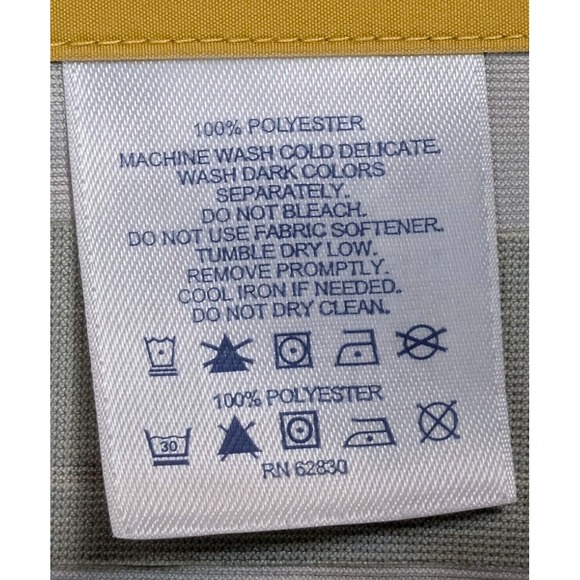 100% POLYESTER
MACHINE WASH COLD DELICATE.
WASH DARK COLORS
SEPARATELY.
DO NOT BLEACH.
DO NOT USE FABRIC SOFTENER.
TUMBLE DRY LOW.
REMOVE PROMPTLY.
COOL IRON IF NEEDED.
DO NOT DRY CLEAN.
100% POLYESTER
30
RN 62830